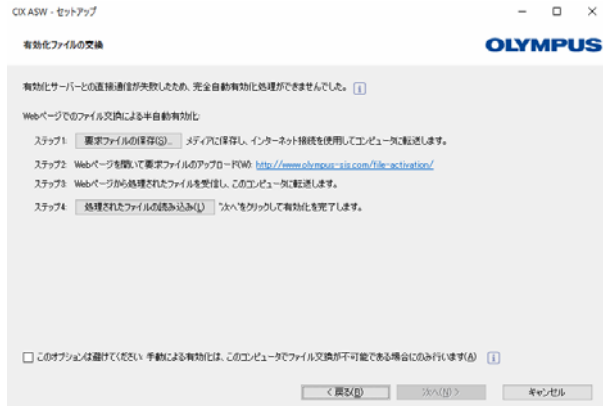 CIX ASW - セットアップ
有効化ファイルの交換
OLYMPUS
有効化サーバーとの直接通信が失敗したため、完全自動有効化処理ができませんでした。
Webページでのファイル交換による半自動有効化:
ステップ1: 要求ファイルの保存(S)... メディアに保存し、インターネット接続を使用してコンピュータに転送します。
ステップ2: Webページを開いて要求ファイルのアップロード(W): http://www.olympus-sis.com/file-activation/
ステップ3: Webページから処理されたファイルを受信し、このコンピュータに転送します。
ステップ4: 処理されたファイルの読み込み(L) "次へ"をクリックして有効化を完了します。
このオプションは避けてください: 手動による有効化は、このコンピュータでファイル交換が不可能である場合にのみ行います(A)
< 戻る(B) 次へ(N) > キャンセル